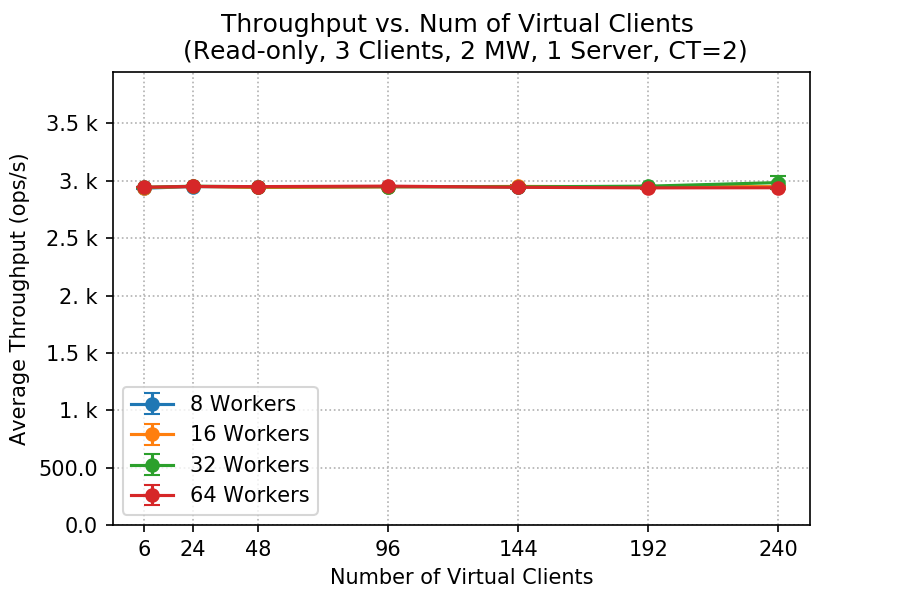 Throughput vs. Num of Virtual Clients
(Read-only, 3 Clients, 2 MW, 1 Server, CT=2)
Average Throughput (ops/s)
3.5 k
3. k
2.5 k
2. k
1.5 k
1. k
500.0
0.0
8 Workers
16 Workers
32 Workers
64 Workers
6 24 48 96 144 192 240
Number of Virtual Clients